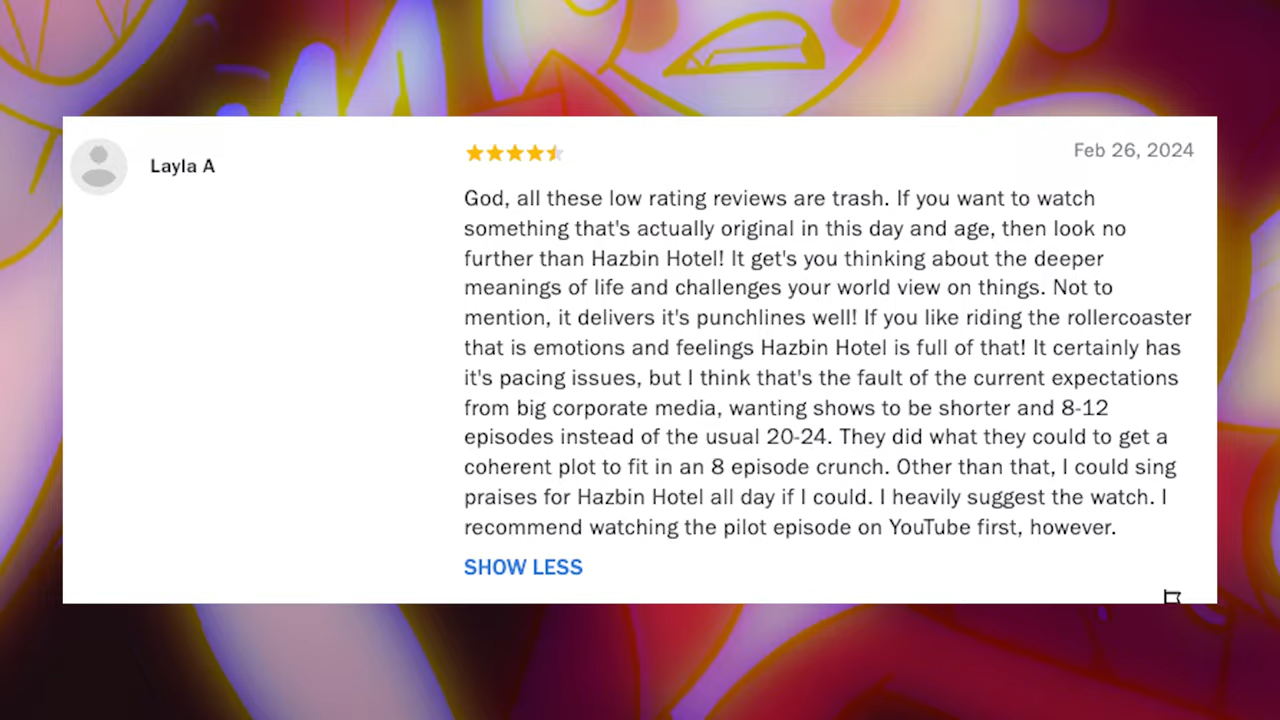 Layla A
Feb 26, 2024
God, all these low rating reviews are trash. If you want to watch
something that's actually original in this day and age, then look no
further than Hazbin Hotel! It get's you thinking about the deeper
meanings of life and challenges your world view on things. Not to
mention, it delivers it's punchlines well! If you like riding the rollercoaster
that is emotions and feelings Hazbin Hotel is full of that! It certainly has
it's pacing issues, but I think that's the fault of the current expectations
from big corporate media, wanting shows to be shorter and 8-12
episodes instead of the usual 20-24. They did what they could to get a
coherent plot to fit in an 8 episode crunch. Other than that, I could sing
praises for Hazbin Hotel all day if I could. I heavily suggest the watch. I
recommend watching the pilot episode on YouTube first, however.
SHOW LESS